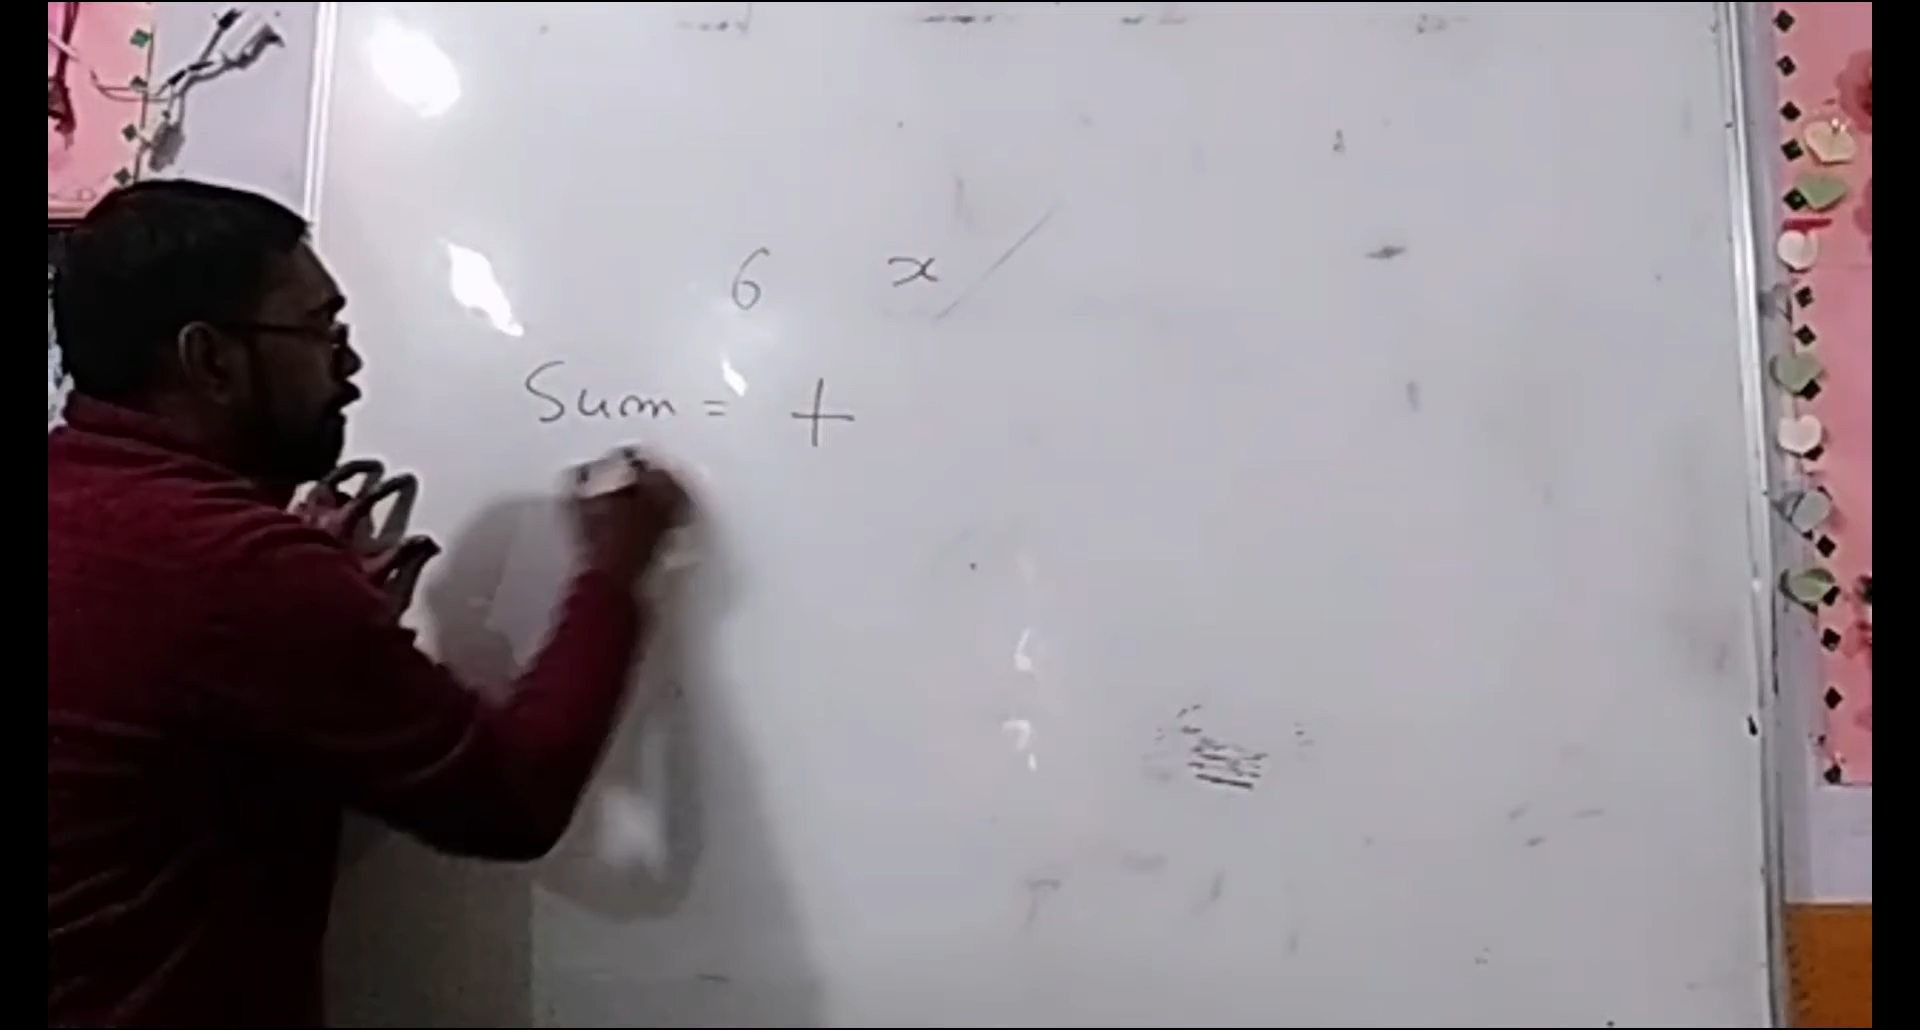 6 x
Sum = +